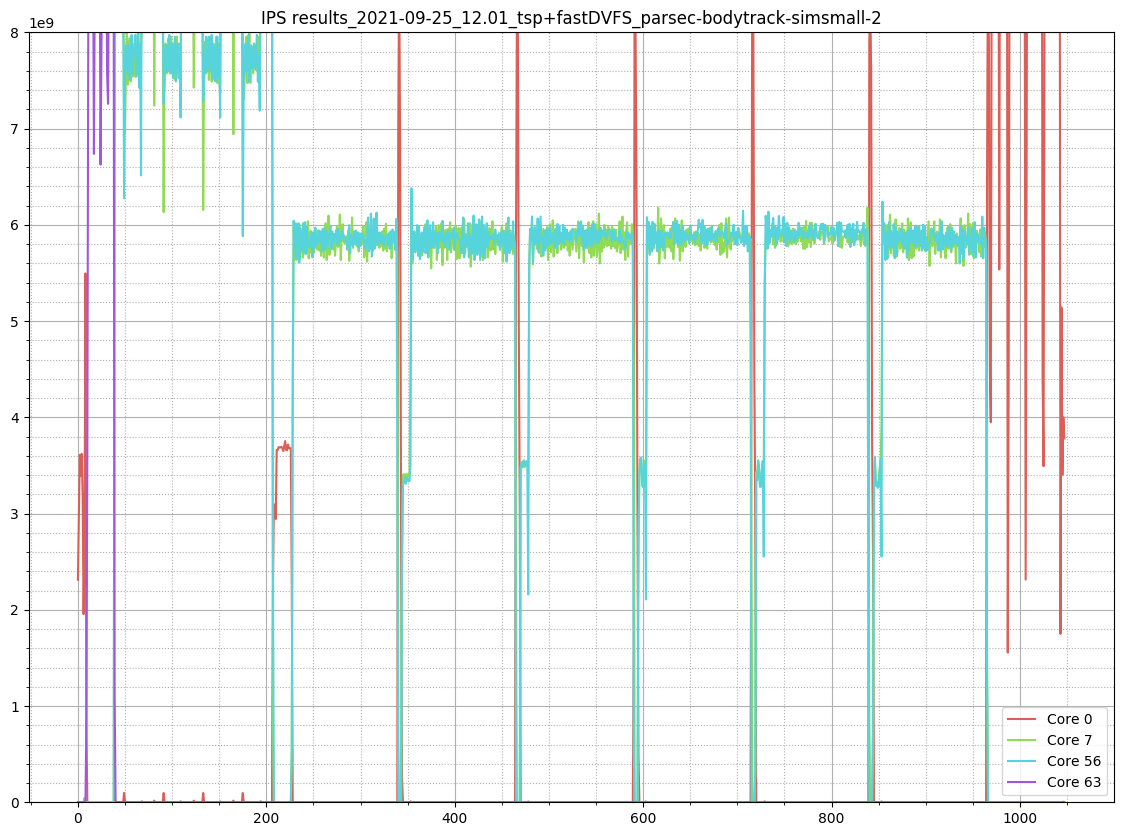 IPS results_2021-09-25_12.01_tsp+fastDVFS_parsec-bodytrack-simsmall-2
1e9
8
7
6
5
4
3
2
1
0
Core 0
Core 7
Core 56
Core 63
0 200 400 600 800 1000